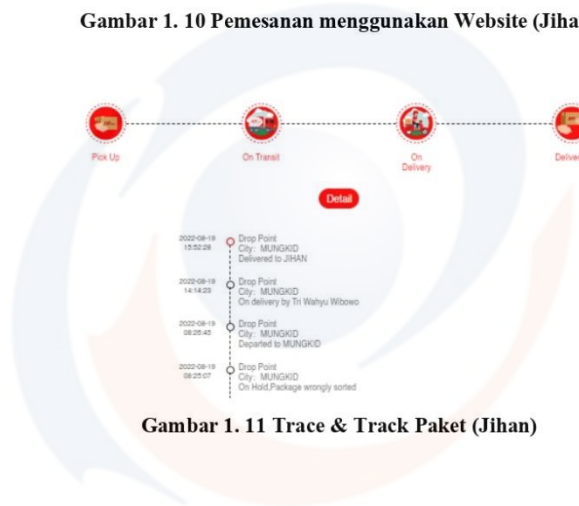 Gambar 1. 10 Pemesanan menggunakan Website (Jiha
Pick Up
On Transit
On
Delivery
Deliver
Detail
2022-08-19
15:52:28
Drop Point
City: MUNGKID
Delivered to JIHAN
2022-08-19
14:14:23
Drop Point
City: MUNGKID
On delivery by Tri Wahyu Wibowo
2022-08-19
08:26:45
Drop Point
City: MUNGKID
Departed to MUNGKID
2022-08-19
08:25:07
Drop Point
City: MUNGKID
On Hold,Package wrongly sorted
Gambar 1. 11 Trace & Track Paket (Jihan)